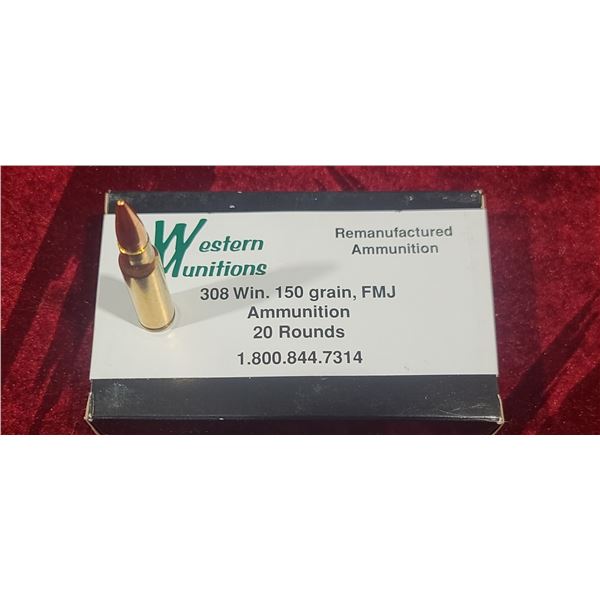 Western
Munitions
Remanufactured
Ammunition
308 Win. 150 grain, FMJ
Ammunition
20 Rounds
1.800.844.7314